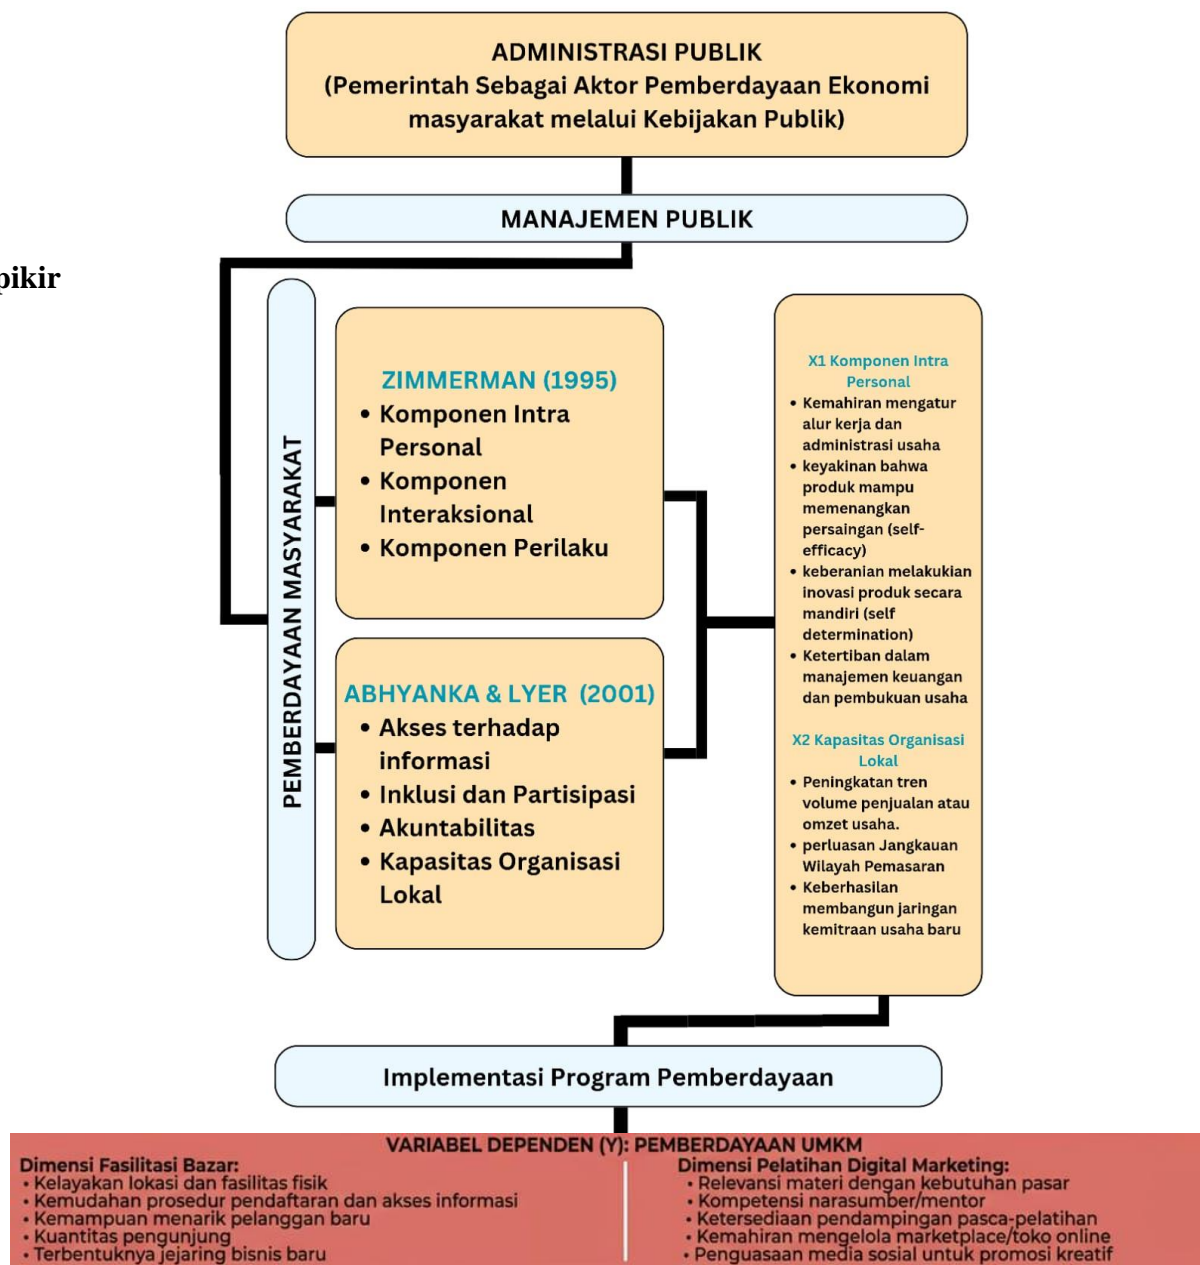 ADMINISTRASI PUBLIK
(Pemerintah Sebagai Aktor Pemberdayaan Ekonomi
masyarakat melalui Kebijakan Publik)
MANAJEMEN PUBLIK
pikir
PEMBERDAYAAN MASYARAKAT
ZIMMERMAN (1995)
• Komponen Intra
Personal
• Komponen
Interaksional
• Komponen Perilaku
ABHYANKA & LYER (2001)
• Akses terhadap
informasi
• Inklusi dan Partisipasi
• Akuntabilitas
• Kapasitas Organisasi
Lokal
X1 Komponen Intra
Personal
• Kemahiran mengatur
alur kerja dan
administrasi usaha
• keyakinan bahwa
produk mampu
memenangkan
persaingan (self-
efficacy)
• keberanian melakukian
inovasi produk secara
mandiri (self
determination)
• Ketertiban dalam
manajemen keuangan
dan pembukuan usaha
X2 Kapasitas Organisasi
Lokal
• Peningkatan tren
volume penjualan atau
omzet usaha.
• perluasan Jangkauan
Wilayah Pemasaran
• Keberhasilan
membangun jaringan
kemitraan usaha baru
Implementasi Program Pemberdayaan
VARIABEL DEPENDEN (Y): PEMBERDAYAAN UMKM
Dimensi Fasilitasi Bazar:
• Kelayakan lokasi dan fasilitas fisik
• Kemudahan prosedur pendaftaran dan akses informasi
• Kemampuan menarik pelanggan baru
• Kuantitas pengunjung
• Terbentuknya jejaring bisnis baru
Dimensi Pelatihan Digital Marketing:
• Relevansi materi dengan kebutuhan pasar
• Kompetensi narasumber/mentor
• Ketersediaan pendampingan pasca-pelatihan
• Kemahiran mengelola marketplace/toko online
• Penguasaan media sosial untuk promosi kreatif